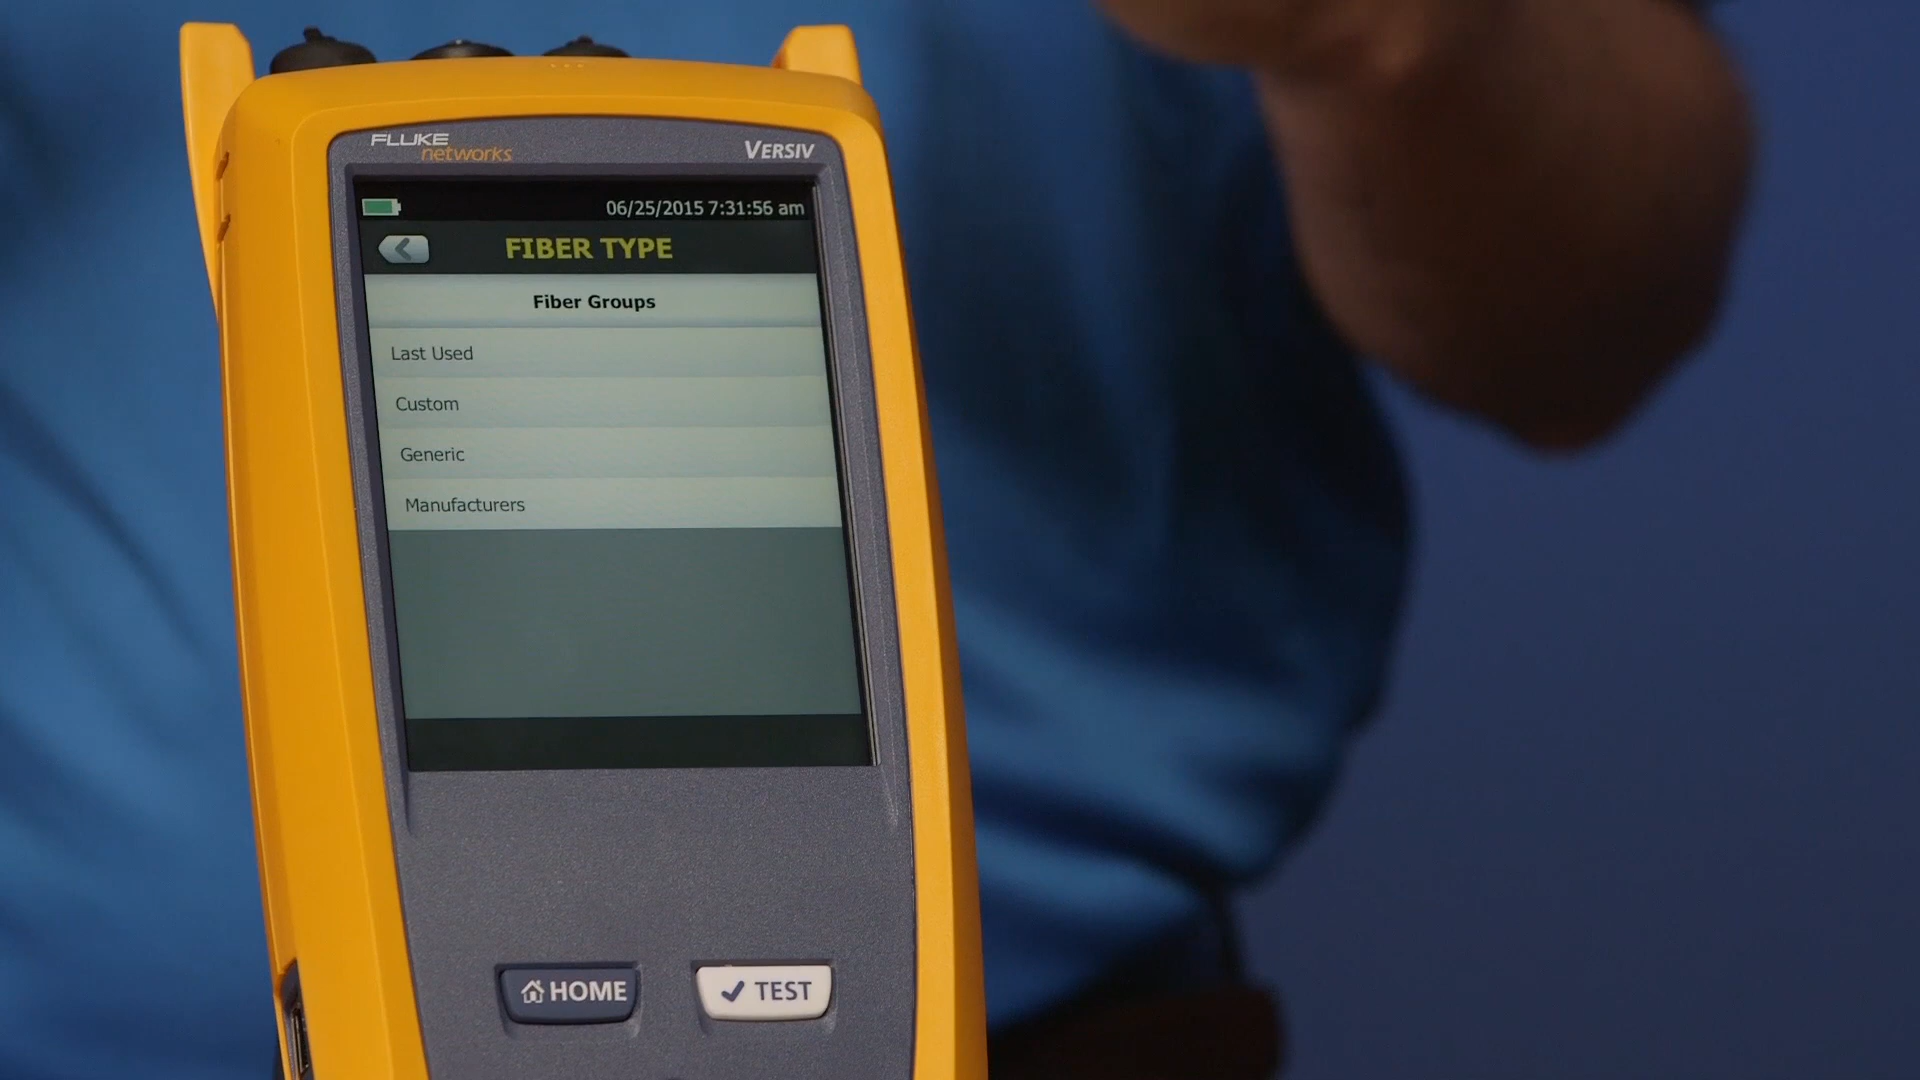 FLUKE
networks
VERSIV
06/25/2015 7:31:56 am
FIBER TYPE
Fiber Groups
Last Used
Custom
Generic
Manufacturers
HOME
TEST